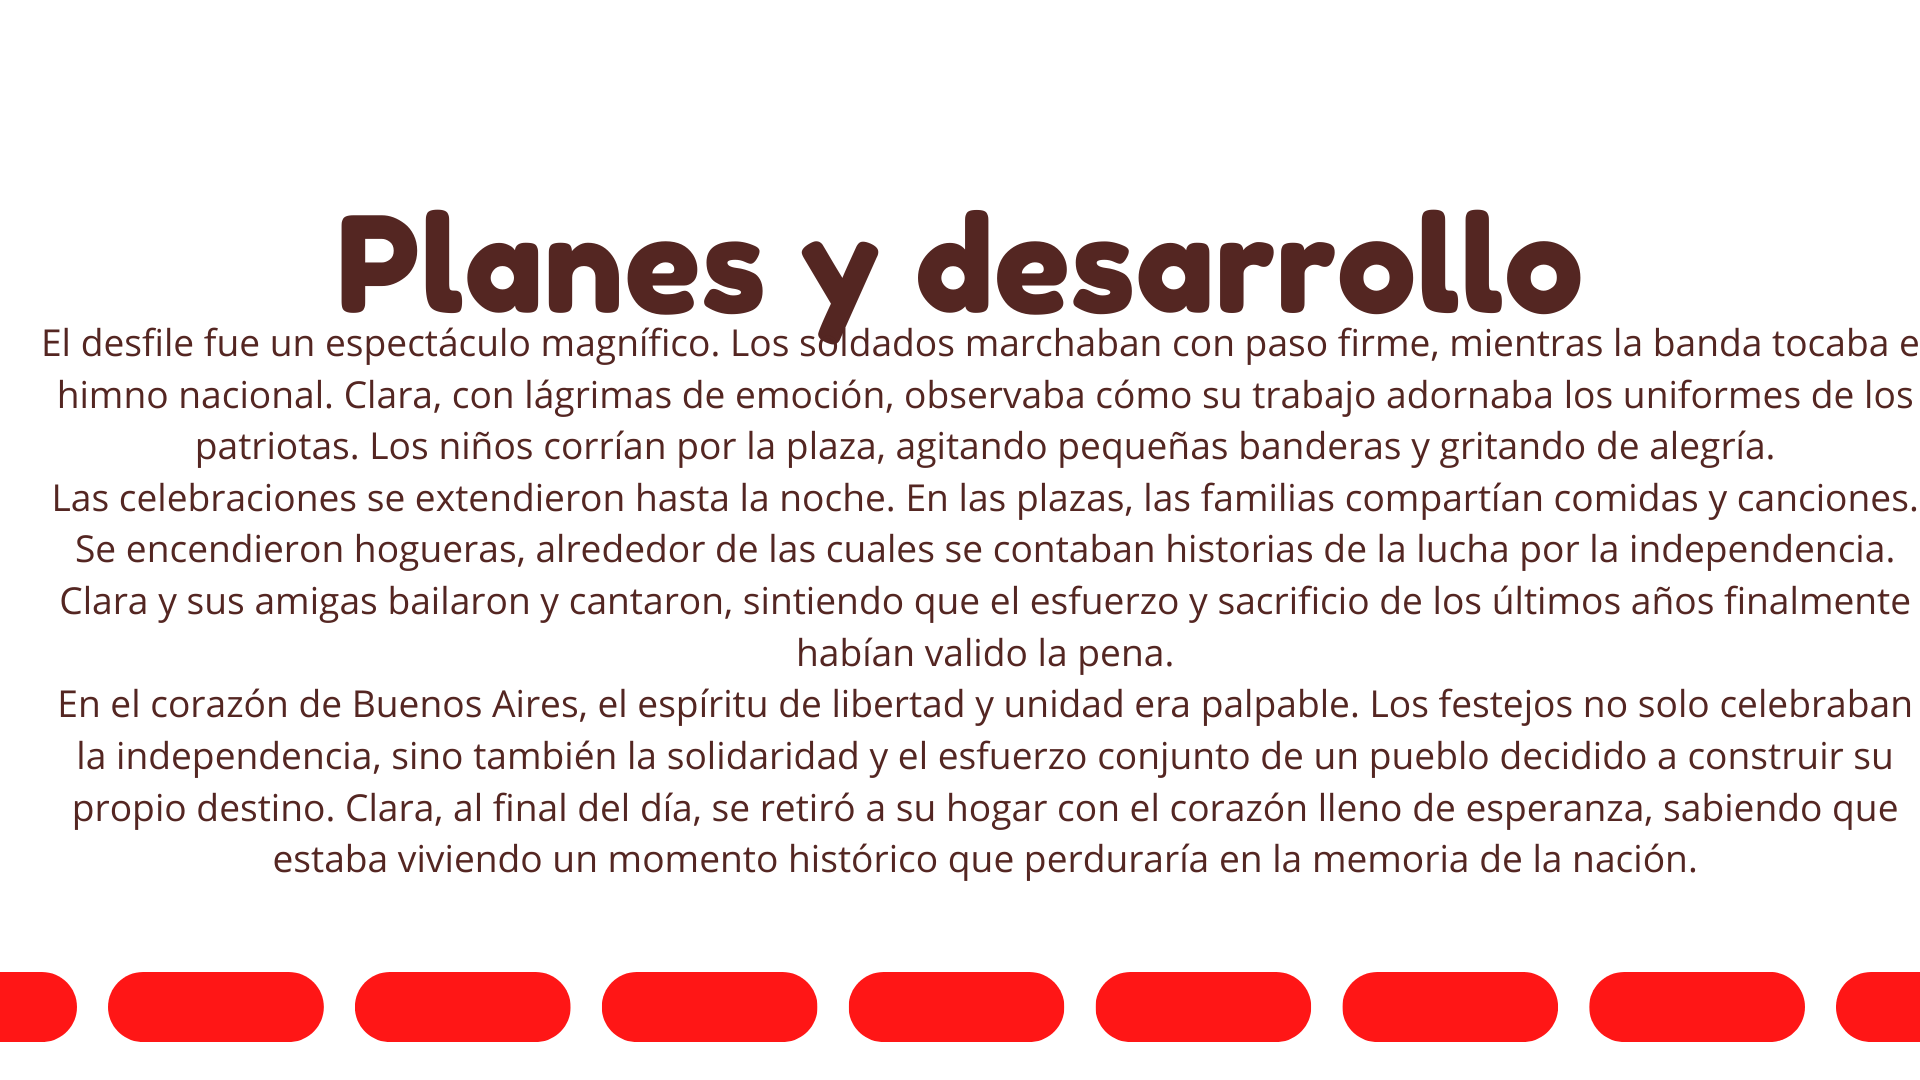 Planes y desarrollo
El desfile fue un espectáculo magnífico. Los soldados marchaban con paso firme, mientras la banda tocaba e
himno nacional. Clara, con lágrimas de emoción, observaba cómo su trabajo adornaba los uniformes de los
patriotas. Los niños corrían por la plaza, agitando pequeñas banderas y gritando de alegría.
Las celebraciones se extendieron hasta la noche. En las plazas, las familias compartían comidas y canciones.
Se encendieron hogueras, alrededor de las cuales se contaban historias de la lucha por la independencia.
Clara y sus amigas bailaron y cantaron, sintiendo que el esfuerzo y sacrificio de los últimos años finalmente
habían valido la pena.
En el corazón de Buenos Aires, el espíritu de libertad y unidad era palpable. Los festejos no solo celebraban
la independencia, sino también la solidaridad y el esfuerzo conjunto de un pueblo decidido a construir su
propio destino. Clara, al final del día, se retiró a su hogar con el corazón lleno de esperanza, sabiendo que
estaba viviendo un momento histórico que perduraría en la memoria de la nación.